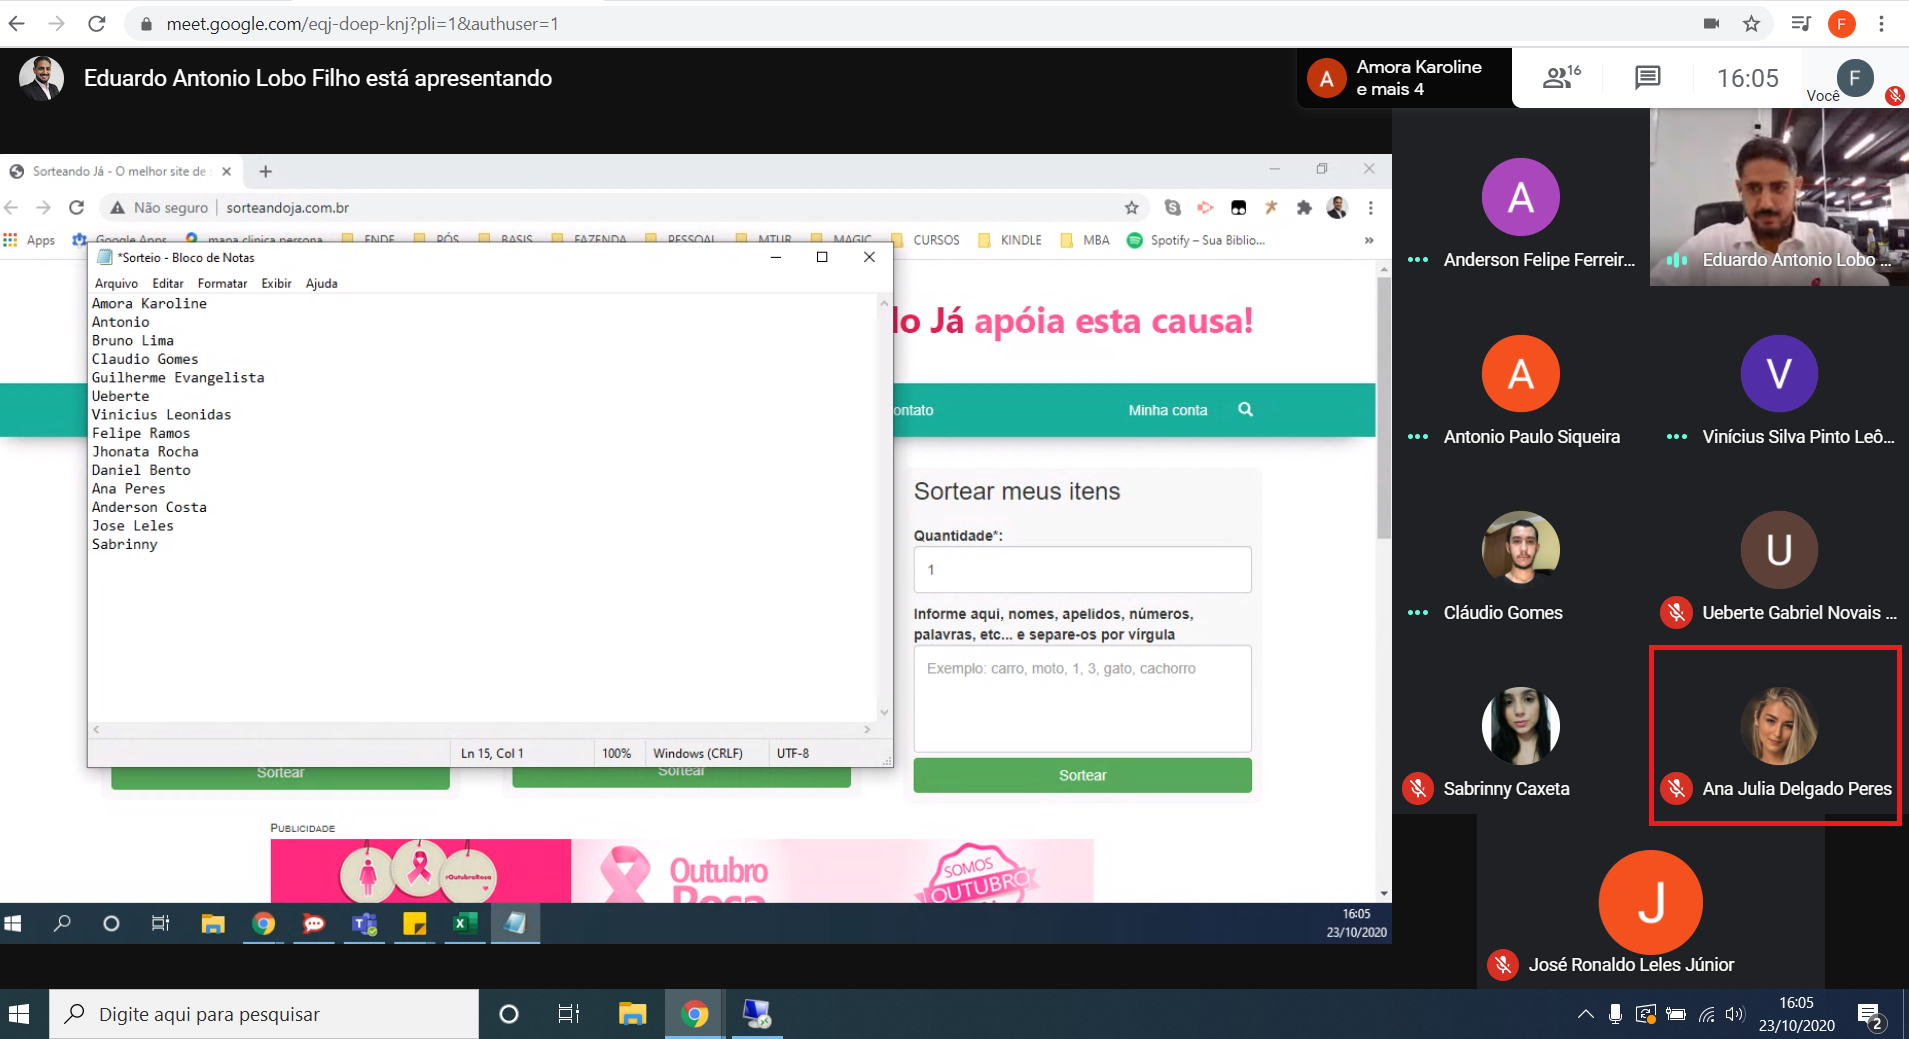 meet.google.com/eqj-doep-knj?pli=1&authuser=1
F
Eduardo Antonio Lobo Filho está apresentando
A
Amora Karoline
e mais 4
16
16:05
F
Você
Sorteando Já - O melhor site de
Não seguro
sorteandoja.com.br
Apps
Google Apps
mapa clinica persona
ENDE
PÓS
BASIS
FAZENDA
PESSOAL
MTUR
MAGIC
CURSOS
KINDLE
MBA
Spotify – Sua Biblio...
»
*Sorteio - Bloco de Notas
Arquivo Editar Formatar Exibir Ajuda
Amora Karoline
Antonio
Bruno Lima
Claudio Gomes
Guilherme Evangelista
Ueberte
Vinicius Leonidas
Felipe Ramos
Jhonata Rocha
Daniel Bento
Ana Peres
Anderson Costa
Jose Leles
Sabrinny
Ln 15, Col 1
100%
Windows (CRLF)
UTF-8
lo Já apóia esta causa!
ontato
Minha conta
Sortear meus itens
Quantidade*:
1
Informe aqui, nomes, apelidos, números,
palavras, etc... e separe-os por vírgula
Exemplo: carro, moto, 1, 3, gato, cachorro
Sortear
Sortear
Sortear
PUBLICIDADE
#OutubroRosa
Outubro
Rosa
SOMOS
OUTUBRO
16:05
23/10/2020
A
Anderson Felipe Ferreir...
Eduardo Antonio Lobo ...
A
Antonio Paulo Siqueira
V
Vinícius Silva Pinto Leô...
Cláudio Gomes
U
Ueberte Gabriel Novais ...
Sabrinny Caxeta
Ana Julia Delgado Peres
J
José Ronaldo Leles Júnior
Digite aqui para pesquisar
16:05
23/10/2020
2